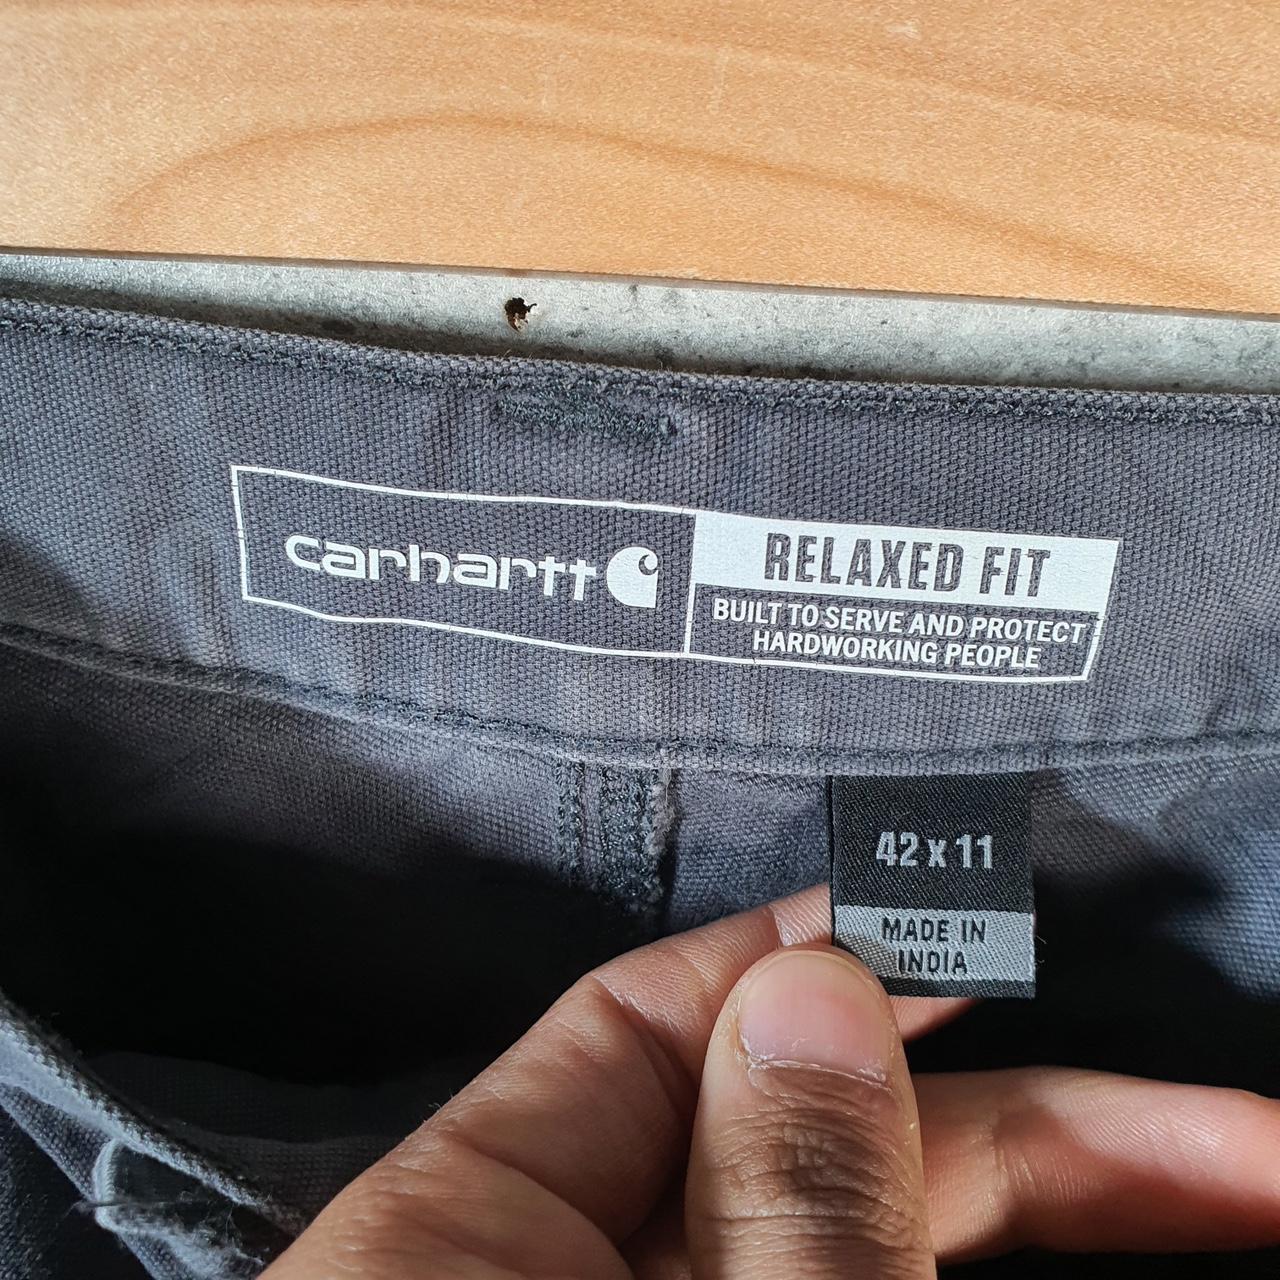 carhartt
RELAXED FIT
BUILT TO SERVE AND PROTECT
HARDWORKING PEOPLE
42 x 11
MADE IN
INDIA